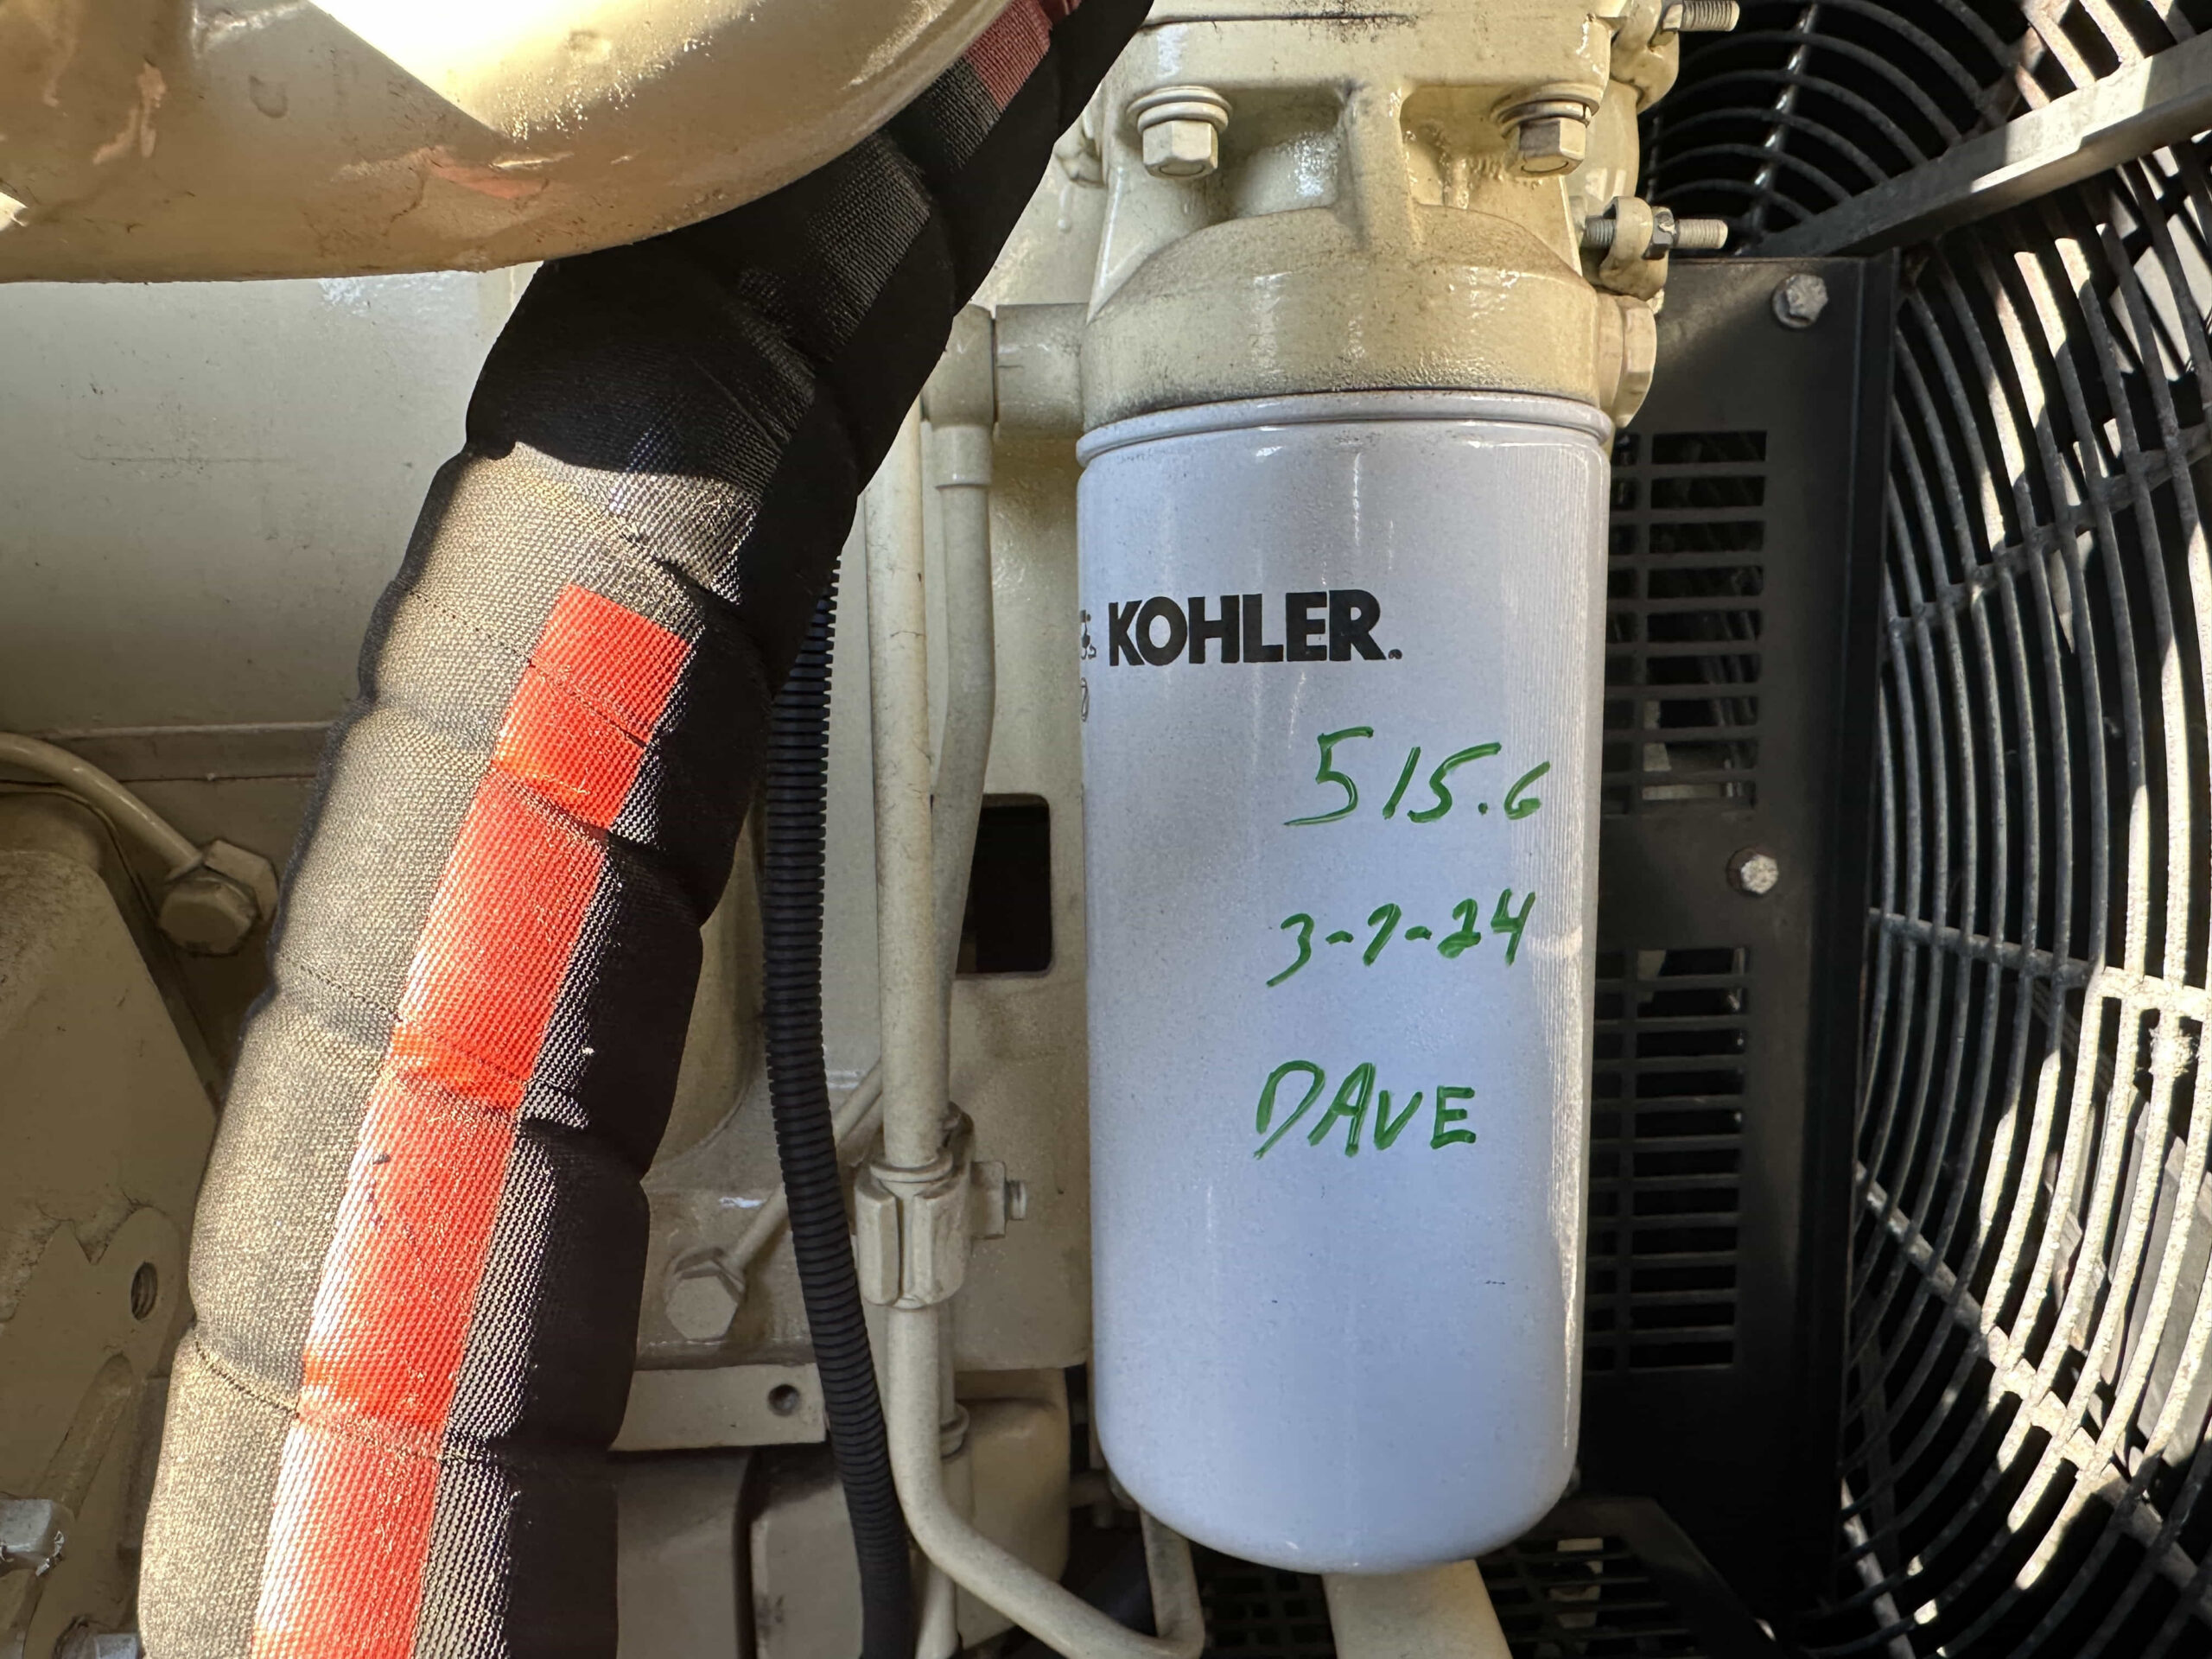 KOHLER.
515.6
3-7-24
DAVE